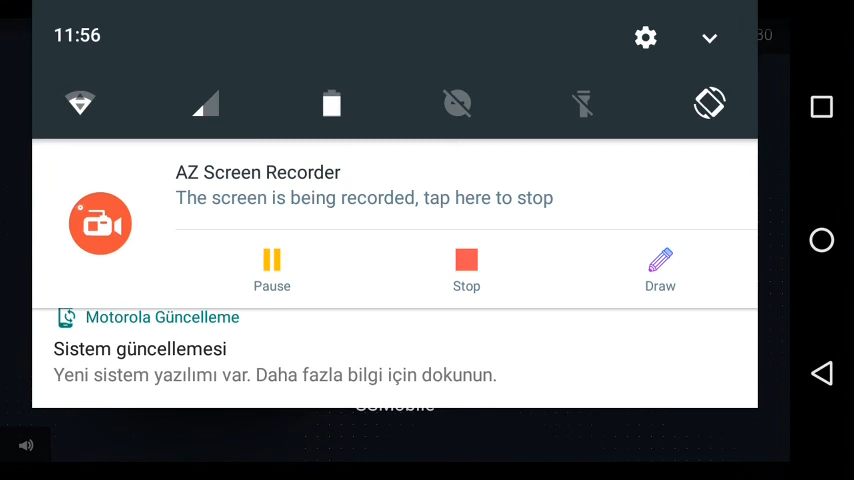 11:56
30
AZ Screen Recorder
The screen is being recorded, tap here to stop
Pause
Stop
Draw
Motorola Güncelleme
Sistem güncellemesi
Yeni sistem yazılımı var. Daha fazla bilgi için dokunun.